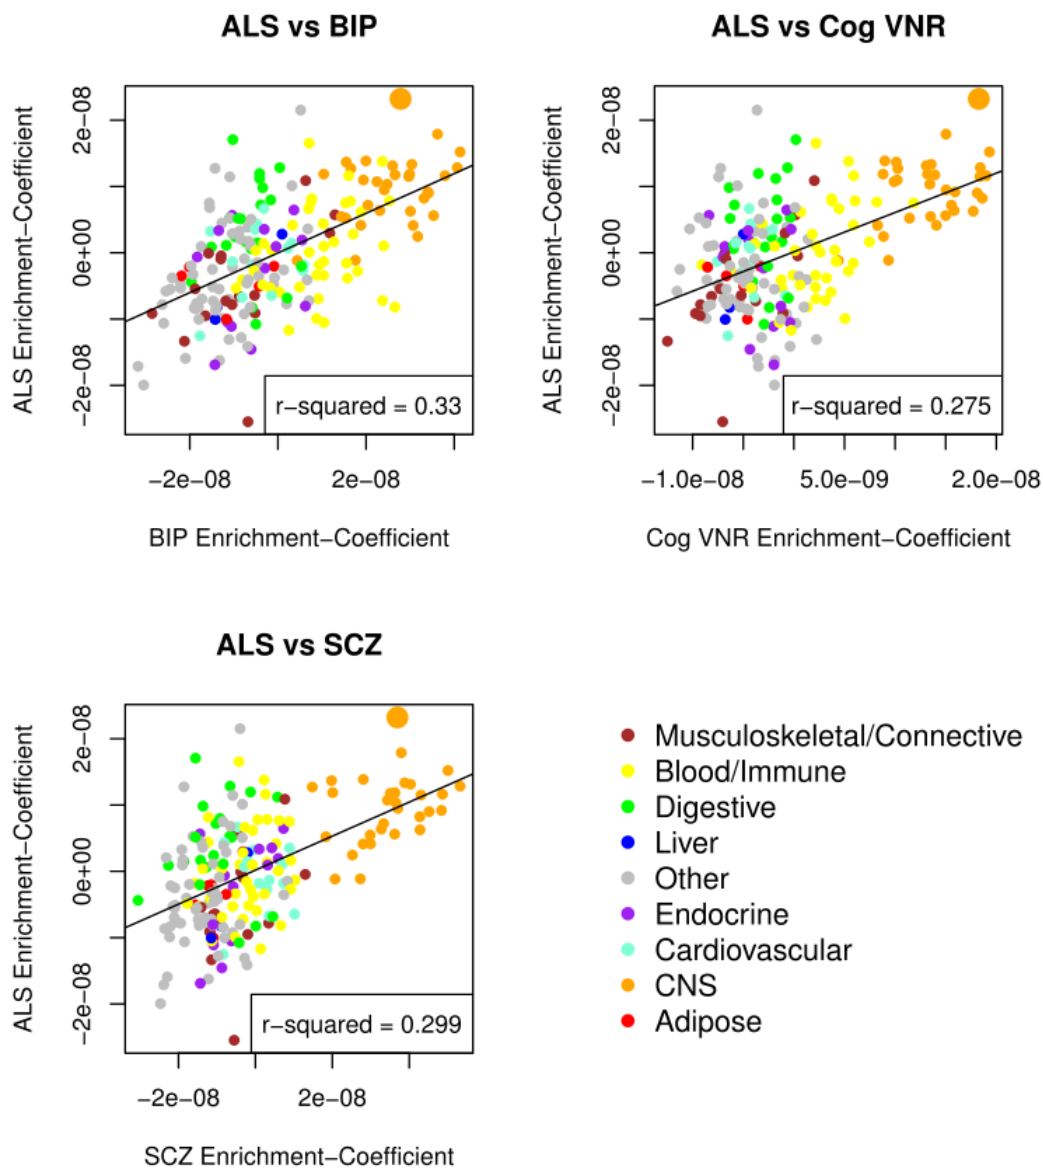 ALS vs BIP
ALS Enrichment−Coefficient
−2e−08 0e+00 2e−08
r−squared = 0.33
−2e−08 2e−08
BIP Enrichment−Coefficient
ALS vs Cog VNR
ALS Enrichment−Coefficient
−2e−08 0e+00 2e−08
r−squared = 0.275
−1.0e−08 5.0e−09 2.0e−08
Cog VNR Enrichment−Coefficient
ALS vs SCZ
ALS Enrichment−Coefficient
−2e−08 0e+00 2e−08
r−squared = 0.299
−2e−08 2e−08
SCZ Enrichment−Coefficient
Musculoskeletal/Connective
Blood/Immune
Digestive
Liver
Other
Endocrine
Cardiovascular
CNS
Adipose